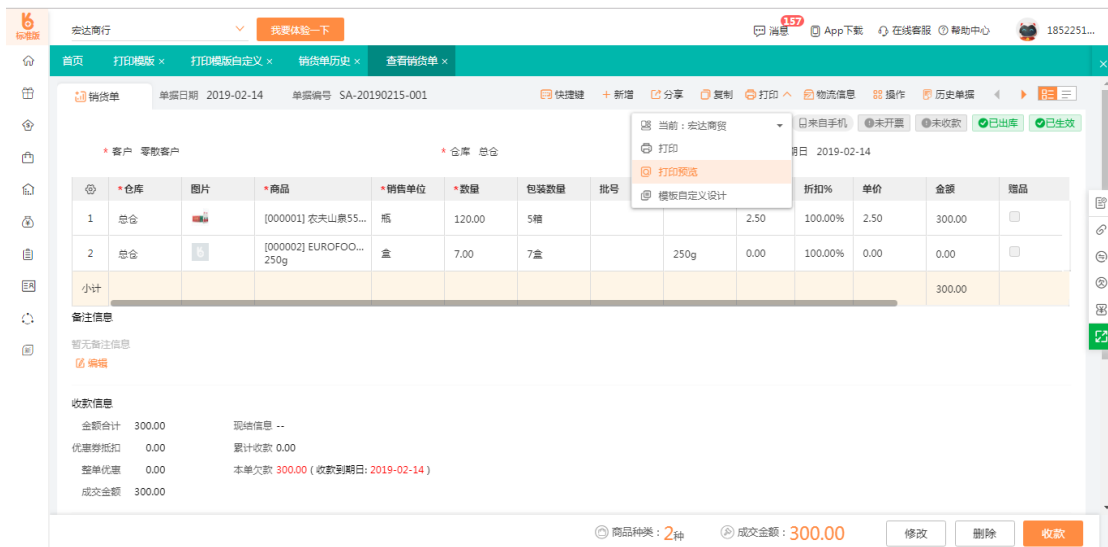 标准版
宏达商行
我要体验一下
消息
157
App下载
在线客服
帮助中心
1852251...
首页
打印模版 ×
打印模版自定义 ×
销货单历史 ×
查看销货单 ×
销货单
单据日期 2019-02-14
单据编号 SA-20190215-001
快捷键
新增
分享
复制
打印
物流信息
操作
历史单据
当前：宏达商贸
打印
打印预览
模板自定义设计
来自手机
未开票
未收款
已出库
已生效
* 客户 零散客户
* 仓库 总仓
期日 2019-02-14
*仓库 图片 *商品 *销售单位 *数量 包装数量 批号 折扣% 单价 金额 赠品
1 总仓 [000001] 农夫山泉55... 瓶 120.00 5箱 2.50 100.00% 2.50 300.00
2 总仓 [000002] EUROFOO... 250g 盒 7.00 7盒 250g 0.00 100.00% 0.00 0.00
小计 300.00
备注信息
暂无备注信息
编辑
收款信息
金额合计 300.00 现结信息 --
优惠券抵扣 0.00 累计收款 0.00
整单优惠 0.00 本单欠款 300.00 ( 收款到期日: 2019-02-14 )
成交金额 300.00
商品种类：2种
成交金额：300.00
修改
删除
收款